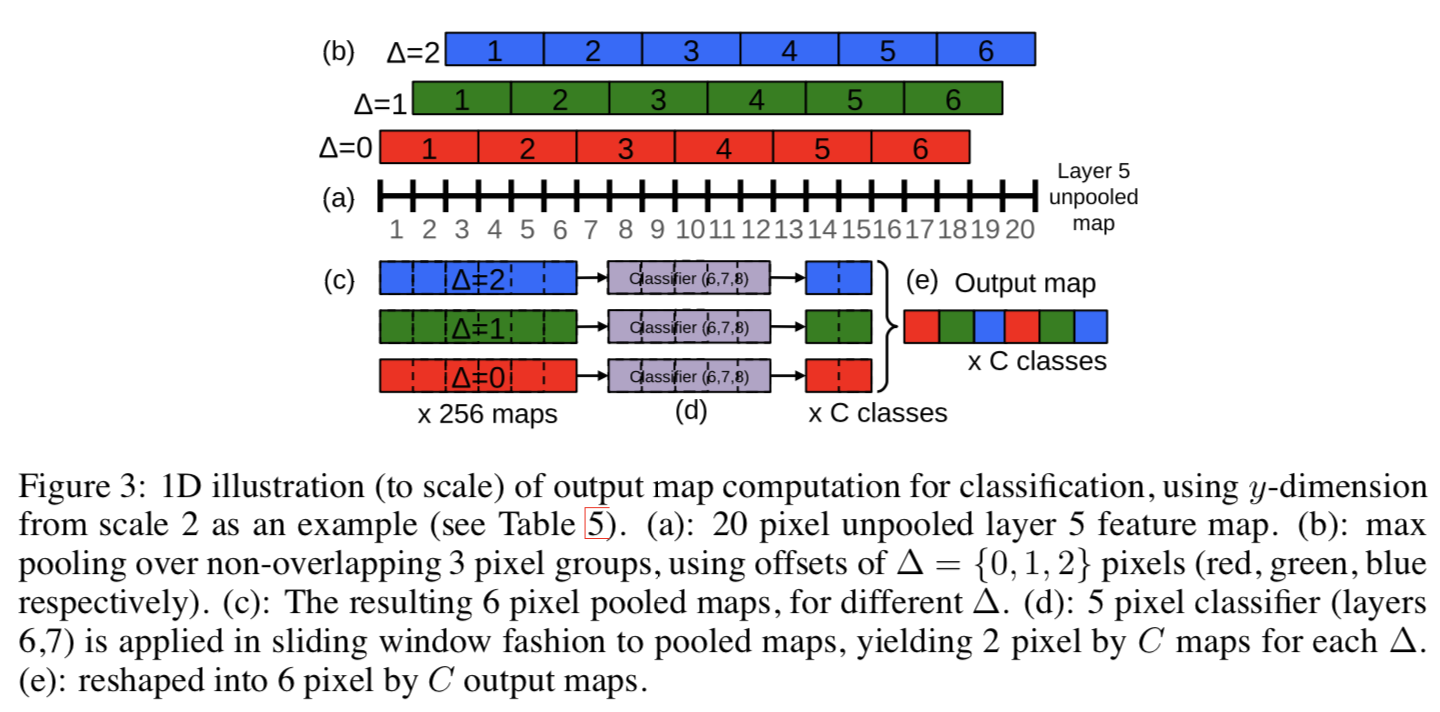 (b) Δ=2 1 2 3 4 5 6
Δ=1 1 2 3 4 5 6
Δ=0 1 2 3 4 5 6
(a)
Layer 5
unpooled
map
1 2 3 4 5 6 7 8 9 10 11 12 13 14 15 16 17 18 19 20
(c) Δ=2 Classifier (6,7,8) (e) Output map
Δ=1 Classifier (6,7,8)
x C classes
Δ=0 Classifier (6,7,8)
x 256 maps (d) x C classes
Figure 3: 1D illustration (to scale) of output map computation for classification, using y-dimension
from scale 2 as an example (see Table 5). (a): 20 pixel unpooled layer 5 feature map. (b): max
pooling over non-overlapping 3 pixel groups, using offsets of Δ = {0, 1, 2} pixels (red, green, blue
respectively). (c): The resulting 6 pixel pooled maps, for different Δ. (d): 5 pixel classifier (layers
6,7) is applied in sliding window fashion to pooled maps, yielding 2 pixel by C maps for each Δ.
(e): reshaped into 6 pixel by C output maps.